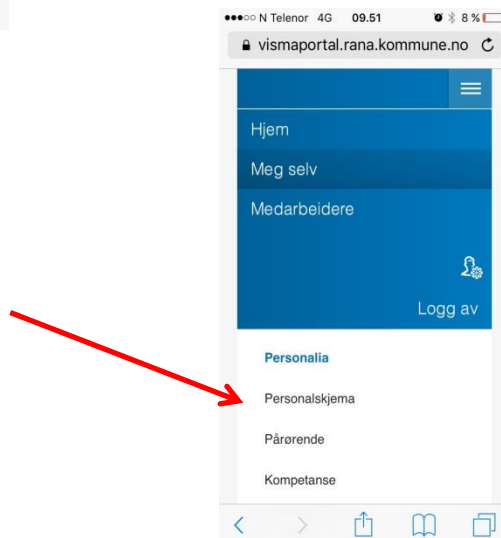 N Telenor 4G 09.51 8 %
vismaportal.rana.kommune.no
Hjem
Meg selv
Medarbeidere
Logg av
Personalia
Personalskjema
Pårørende
Kompetanse